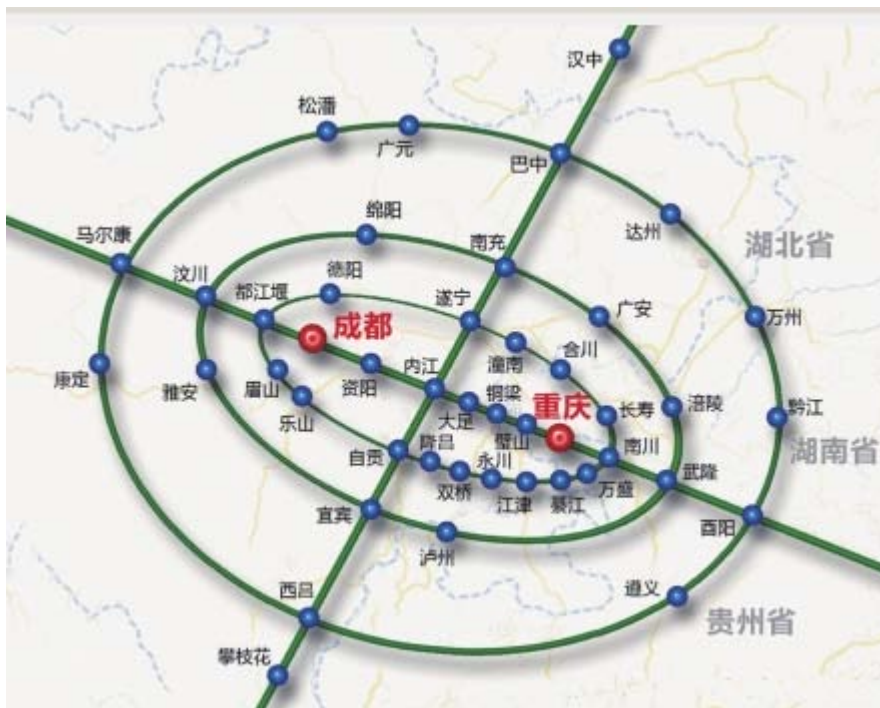 汉中
松潘
广元
巴中
绵阳
达州
马尔康
南充
湖北省
汶川
德阳
都江堰
遂宁
广安
成都
万州
潼南
合川
康定
雅安
眉山
资阳
内江
铜梁
重庆
长寿
涪陵
黔江
乐山
大足
璧山
南川
湖南省
自贡
隆昌
永川
武隆
双桥
江津
綦江
万盛
宜宾
酉阳
泸州
西昌
遵义
贵州省
攀枝花